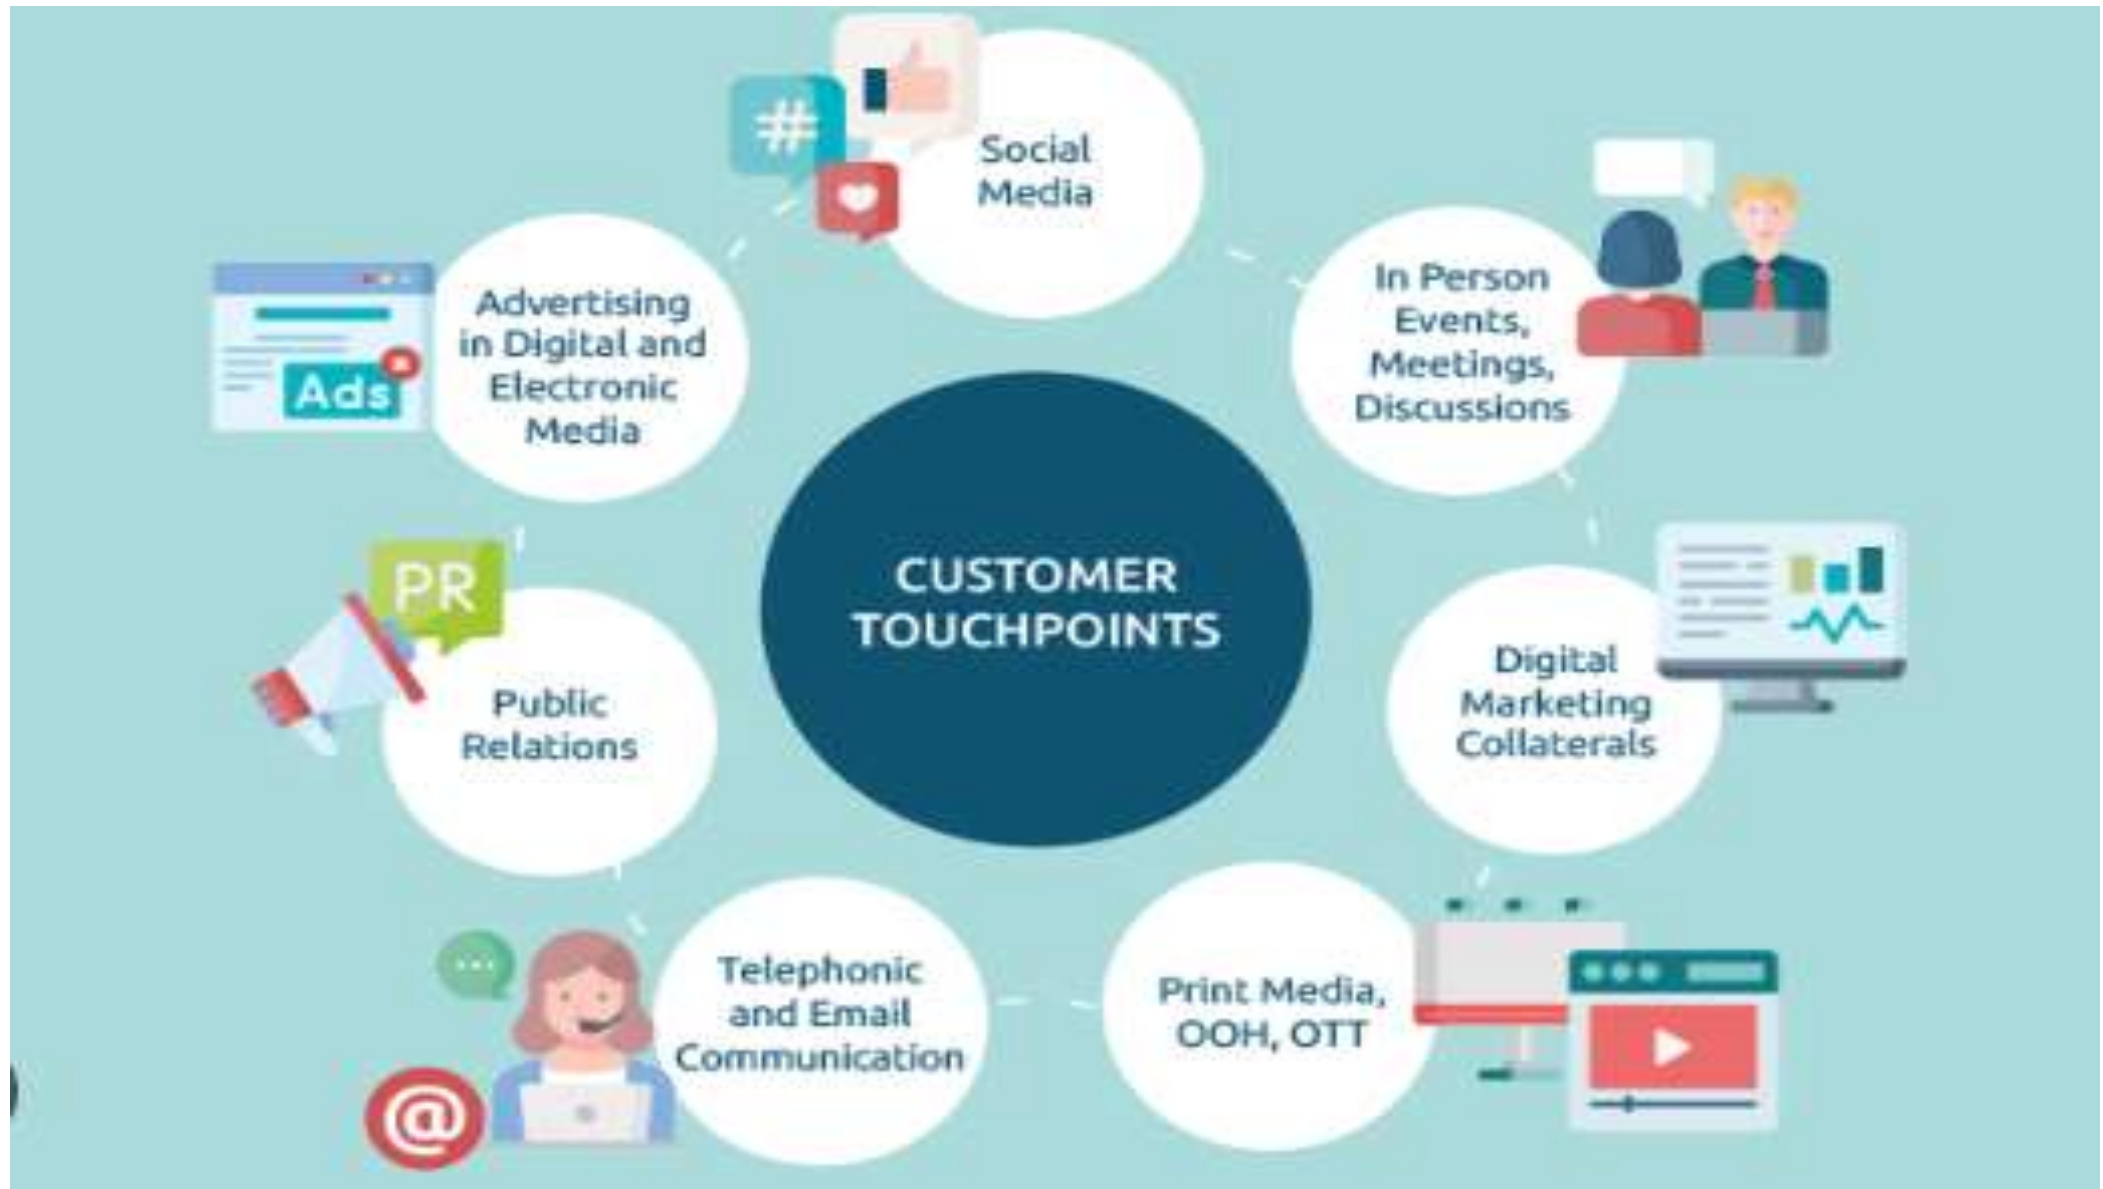 Social
Media
In Person
Events,
Meetings,
Discussions
Digital
Marketing
Collaterals
Print Media,
OOH, OTT
Telephonic
and Email
Communication
@
PR
Public
Relations
Ads
Advertising
in Digital and
Electronic
Media
#
CUSTOMER
TOUCHPOINTS